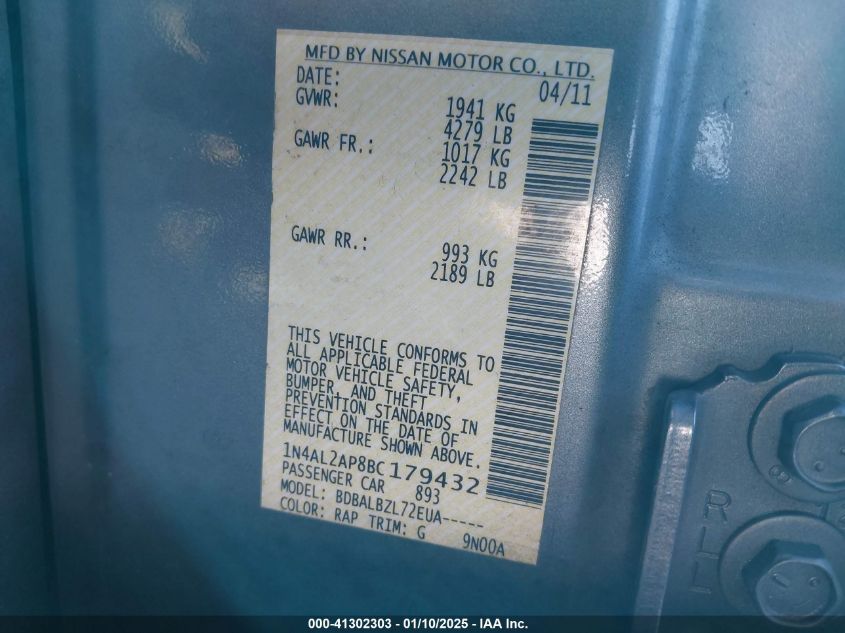 MFD BY NISSAN MOTOR CO., LTD.
DATE: 04/11
GVWR: 1941 KG
4279 LB
GAWR FR.: 1017 KG
2242 LB
GAWR RR.: 993 KG
2189 LB
THIS VEHICLE CONFORMS TO
ALL APPLICABLE FEDERAL
MOTOR VEHICLE SAFETY,
BUMPER, AND THEFT
PREVENTION STANDARDS IN
EFFECT ON THE DATE OF
MANUFACTURE SHOWN ABOVE.
1N4AL2AP8BC179432
PASSENGER CAR 893
MODEL: BDBALBZL72EUA-----
COLOR: RAP TRIM: G 9N00A
RLL
8
000-41302303 - 01/10/2025 - IAA Inc.